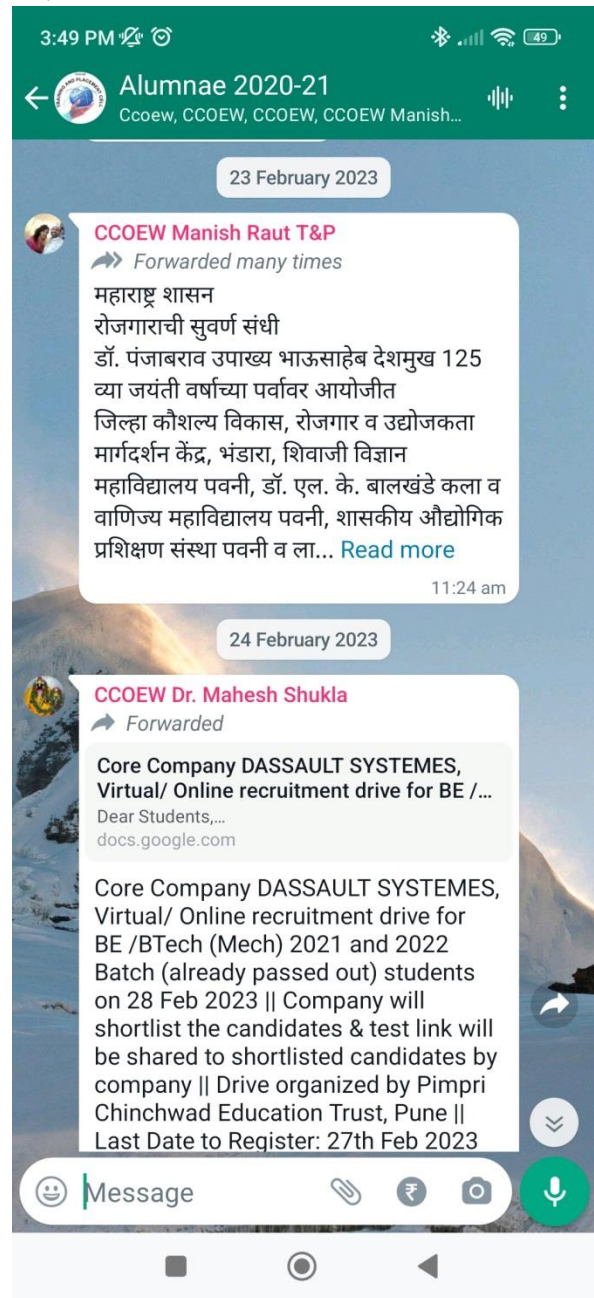 3:49 PM
49
Alumnae 2020-21
Ccoew, CCOEW, CCOEW, CCOEW Manish...
23 February 2023
CCOEW Manish Raut T&P
Forwarded many times
महाराष्ट्र शासन
रोजगाराची सुवर्ण संधी
डॉ. पंजाबराव उपाख्य भाऊसाहेब देशमुख 125
व्या जयंती वर्षाच्या पर्वावर आयोजीत
जिल्हा कौशल्य विकास, रोजगार व उद्योजकता
मार्गदर्शन केंद्र, भंडारा, शिवाजी विज्ञान
महाविद्यालय पवनी, डॉ. एल. के. बालखंडे कला व
वाणिज्य महाविद्यालय पवनी, शासकीय औद्योगिक
प्रशिक्षण संस्था पवनी व ला... Read more
11:24 am
24 February 2023
CCOEW Dr. Mahesh Shukla
Forwarded
Core Company DASSAULT SYSTEMES,
Virtual/ Online recruitment drive for BE /...
Dear Students,...
docs.google.com
Core Company DASSAULT SYSTEMES,
Virtual/ Online recruitment drive for
BE /BTech (Mech) 2021 and 2022
Batch (already passed out) students
on 28 Feb 2023 || Company will
shortlist the candidates & test link will
be shared to shortlisted candidates by
company || Drive organized by Pimpri
Chinchwad Education Trust, Pune ||
Last Date to Register: 27th Feb 2023
Message
₹